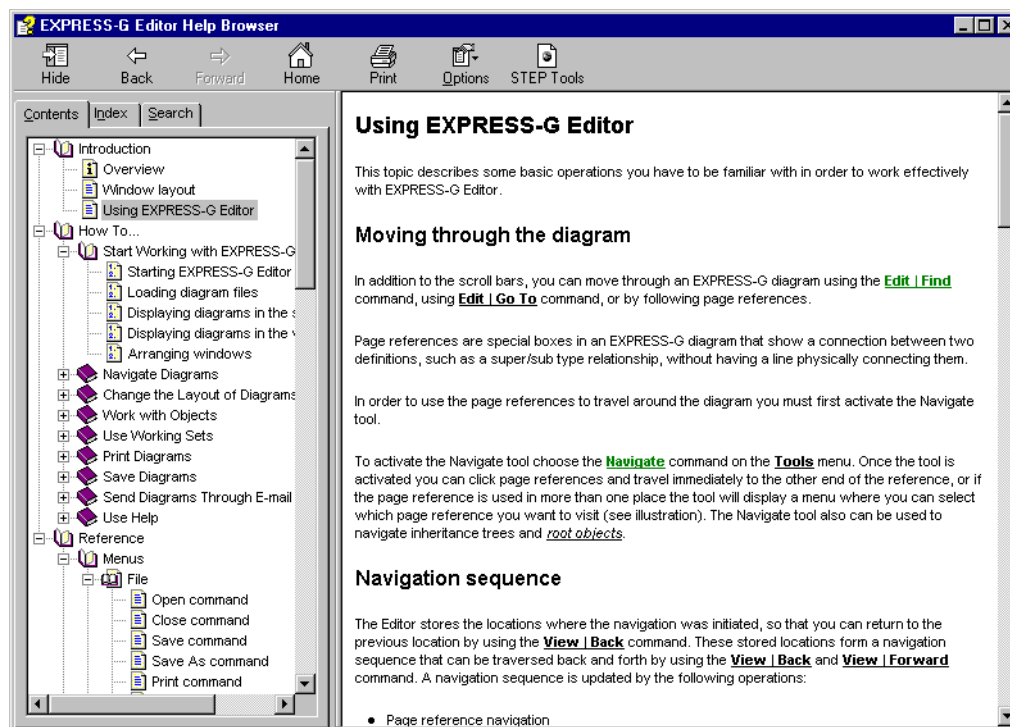 EXPRESS-G Editor Help Browser
Hide Back Forward Home Print Options STEP Tools
Contents Index Search
Introduction
Overview
Window layout
Using EXPRESS-G Editor
How To...
Start Working with EXPRESS-G
Starting EXPRESS-G Editor
Loading diagram files
Displaying diagrams in the s
Displaying diagrams in the v
Arranging windows
Navigate Diagrams
Change the Layout of Diagrams
Work with Objects
Use Working Sets
Print Diagrams
Save Diagrams
Send Diagrams Through E-mail
Use Help
Reference
Menus
File
Open command
Close command
Save command
Save As command
Print command
Using EXPRESS-G Editor
This topic describes some basic operations you have to be familiar with in order to work effectively
with EXPRESS-G Editor.
Moving through the diagram
In addition to the scroll bars, you can move through an EXPRESS-G diagram using the Edit | Find
command, using Edit | Go To command, or by following page references.
Page references are special boxes in an EXPRESS-G diagram that show a connection between two
definitions, such as a super/sub type relationship, without having a line physically connecting them.
In order to use the page references to travel around the diagram you must first activate the Navigate
tool.
To activate the Navigate tool choose the Navigate command on the Tools menu. Once the tool is
activated you can click page references and travel immediately to the other end of the reference, or if
the page reference is used in more than one place the tool will display a menu where you can select
which page reference you want to visit (see illustration). The Navigate tool also can be used to
navigate inheritance trees and root objects.
Navigation sequence
The Editor stores the locations where the navigation was initiated, so that you can return to the
previous location by using the View | Back command. These stored locations form a navigation
sequence that can be traversed back and forth by using the View | Back and View | Forward
command. A navigation sequence is updated by the following operations:
• Page reference navigation